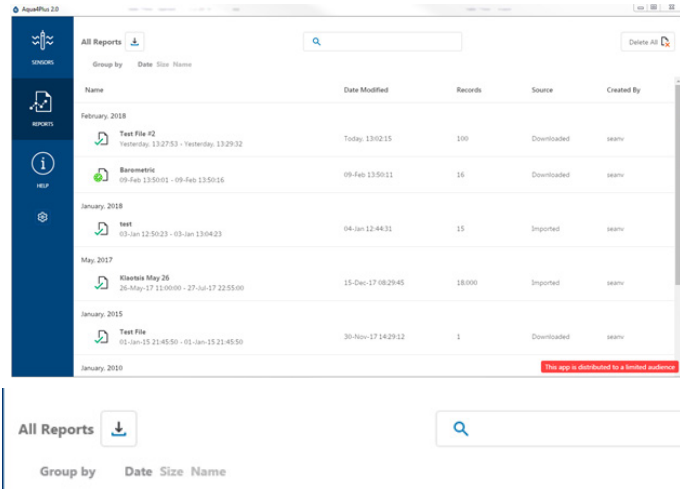 Aqua4Plus 2.0
SENSORS
REPORTS
HELP
All Reports
Delete All
Group by Date Size Name
Name Date Modified Records Source Created By
February, 2018
Test File #2
Yesterday, 13:27:53 - Yesterday, 13:29:32 Today, 13:02:15 100 Downloaded seanv
Barometric
09-Feb 13:50:01 - 09-Feb 13:50:16 09-Feb 13:50:11 16 Downloaded seanv
January, 2018
test
03-Jan 12:50:23 - 03-Jan 13:04:23 04-Jan 12:44:31 15 Imported seanv
May, 2017
Klaotsis May 26
26-May-17 11:00:00 - 27-Jul-17 22:55:00 15-Dec-17 08:29:45 18,000 Imported seanv
January, 2015
Test File
01-Jan-15 21:45:50 - 01-Jan-15 21:45:50 30-Nov-17 14:29:12 1 Downloaded seanv
January, 2010
This app is distributed to a limited audience
All Reports
Group by Date Size Name